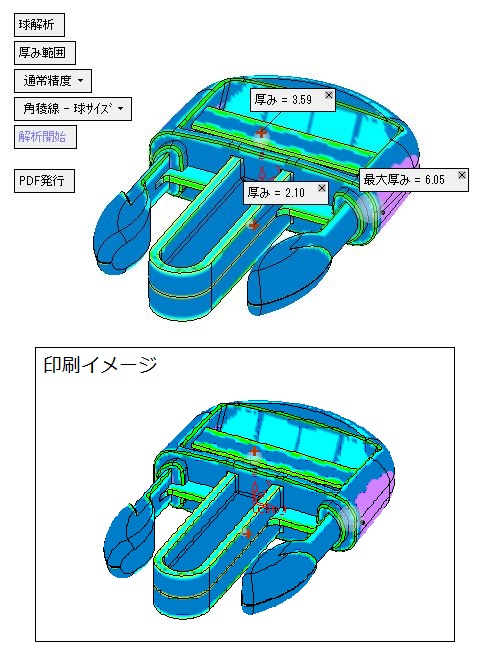 球解析
厚み範囲
通常精度
角稜線 - 球サイズ
解析開始
PDF発行
厚み = 3.59
厚み = 2.10
最大厚み = 6.05
印刷イメージ